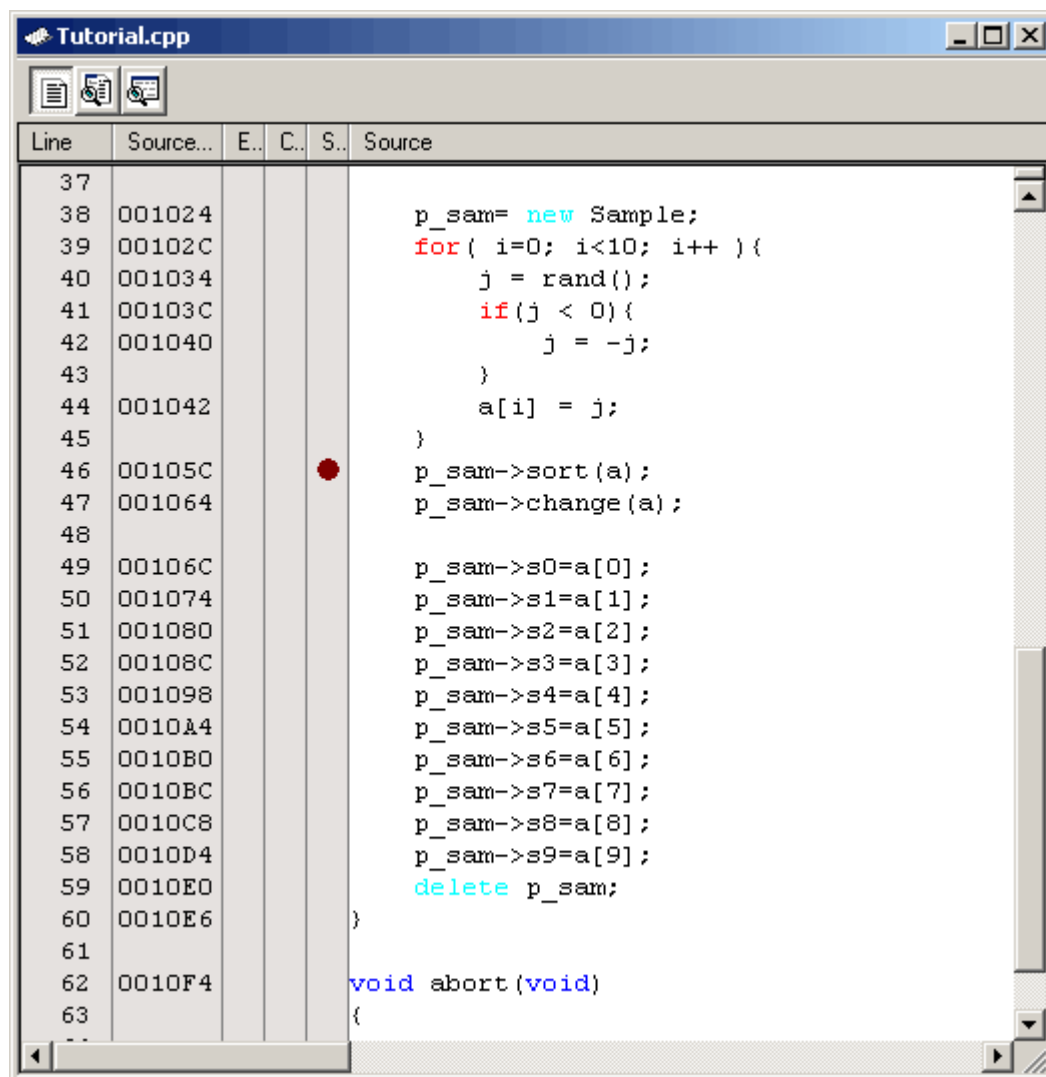 Tutorial.cpp
Line Source... E.. C.. S.. Source
37
38 001024 p_sam= new Sample;
39 00102C for( i=0; i<10; i++ ){
40 001034 j = rand();
41 00103C if(j < 0){
42 001040 j = -j;
43 }
44 001042 a[i] = j;
45 }
46 00105C p_sam->sort(a);
47 001064 p_sam->change(a);
48
49 00106C p_sam->s0=a[0];
50 001074 p_sam->s1=a[1];
51 001080 p_sam->s2=a[2];
52 00108C p_sam->s3=a[3];
53 001098 p_sam->s4=a[4];
54 0010A4 p_sam->s5=a[5];
55 0010B0 p_sam->s6=a[6];
56 0010BC p_sam->s7=a[7];
57 0010C8 p_sam->s8=a[8];
58 0010D4 p_sam->s9=a[9];
59 0010E0 delete p_sam;
60 0010E6 }
61
62 0010F4 void abort(void)
63 {